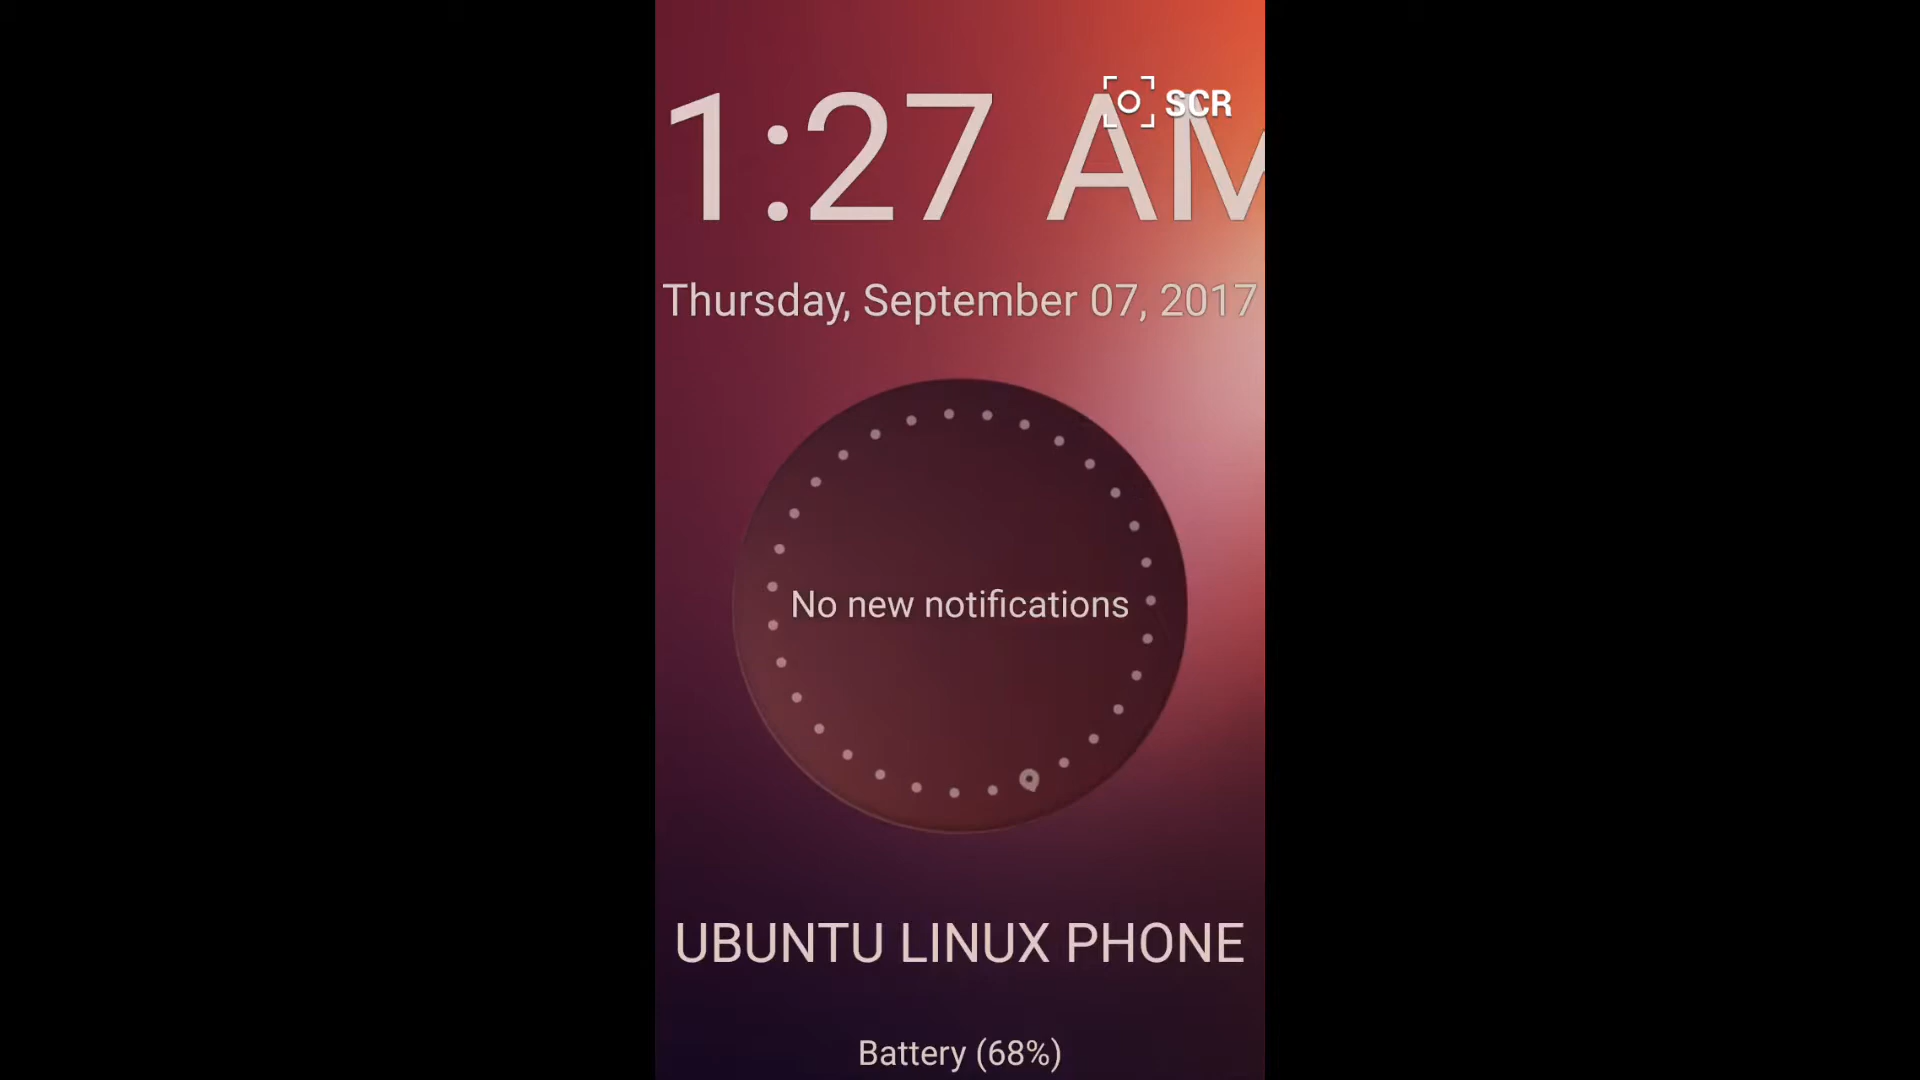 1:27 AM
SCR
Thursday, September 07, 2017
No new notifications
UBUNTU LINUX PHONE
Battery (68%)